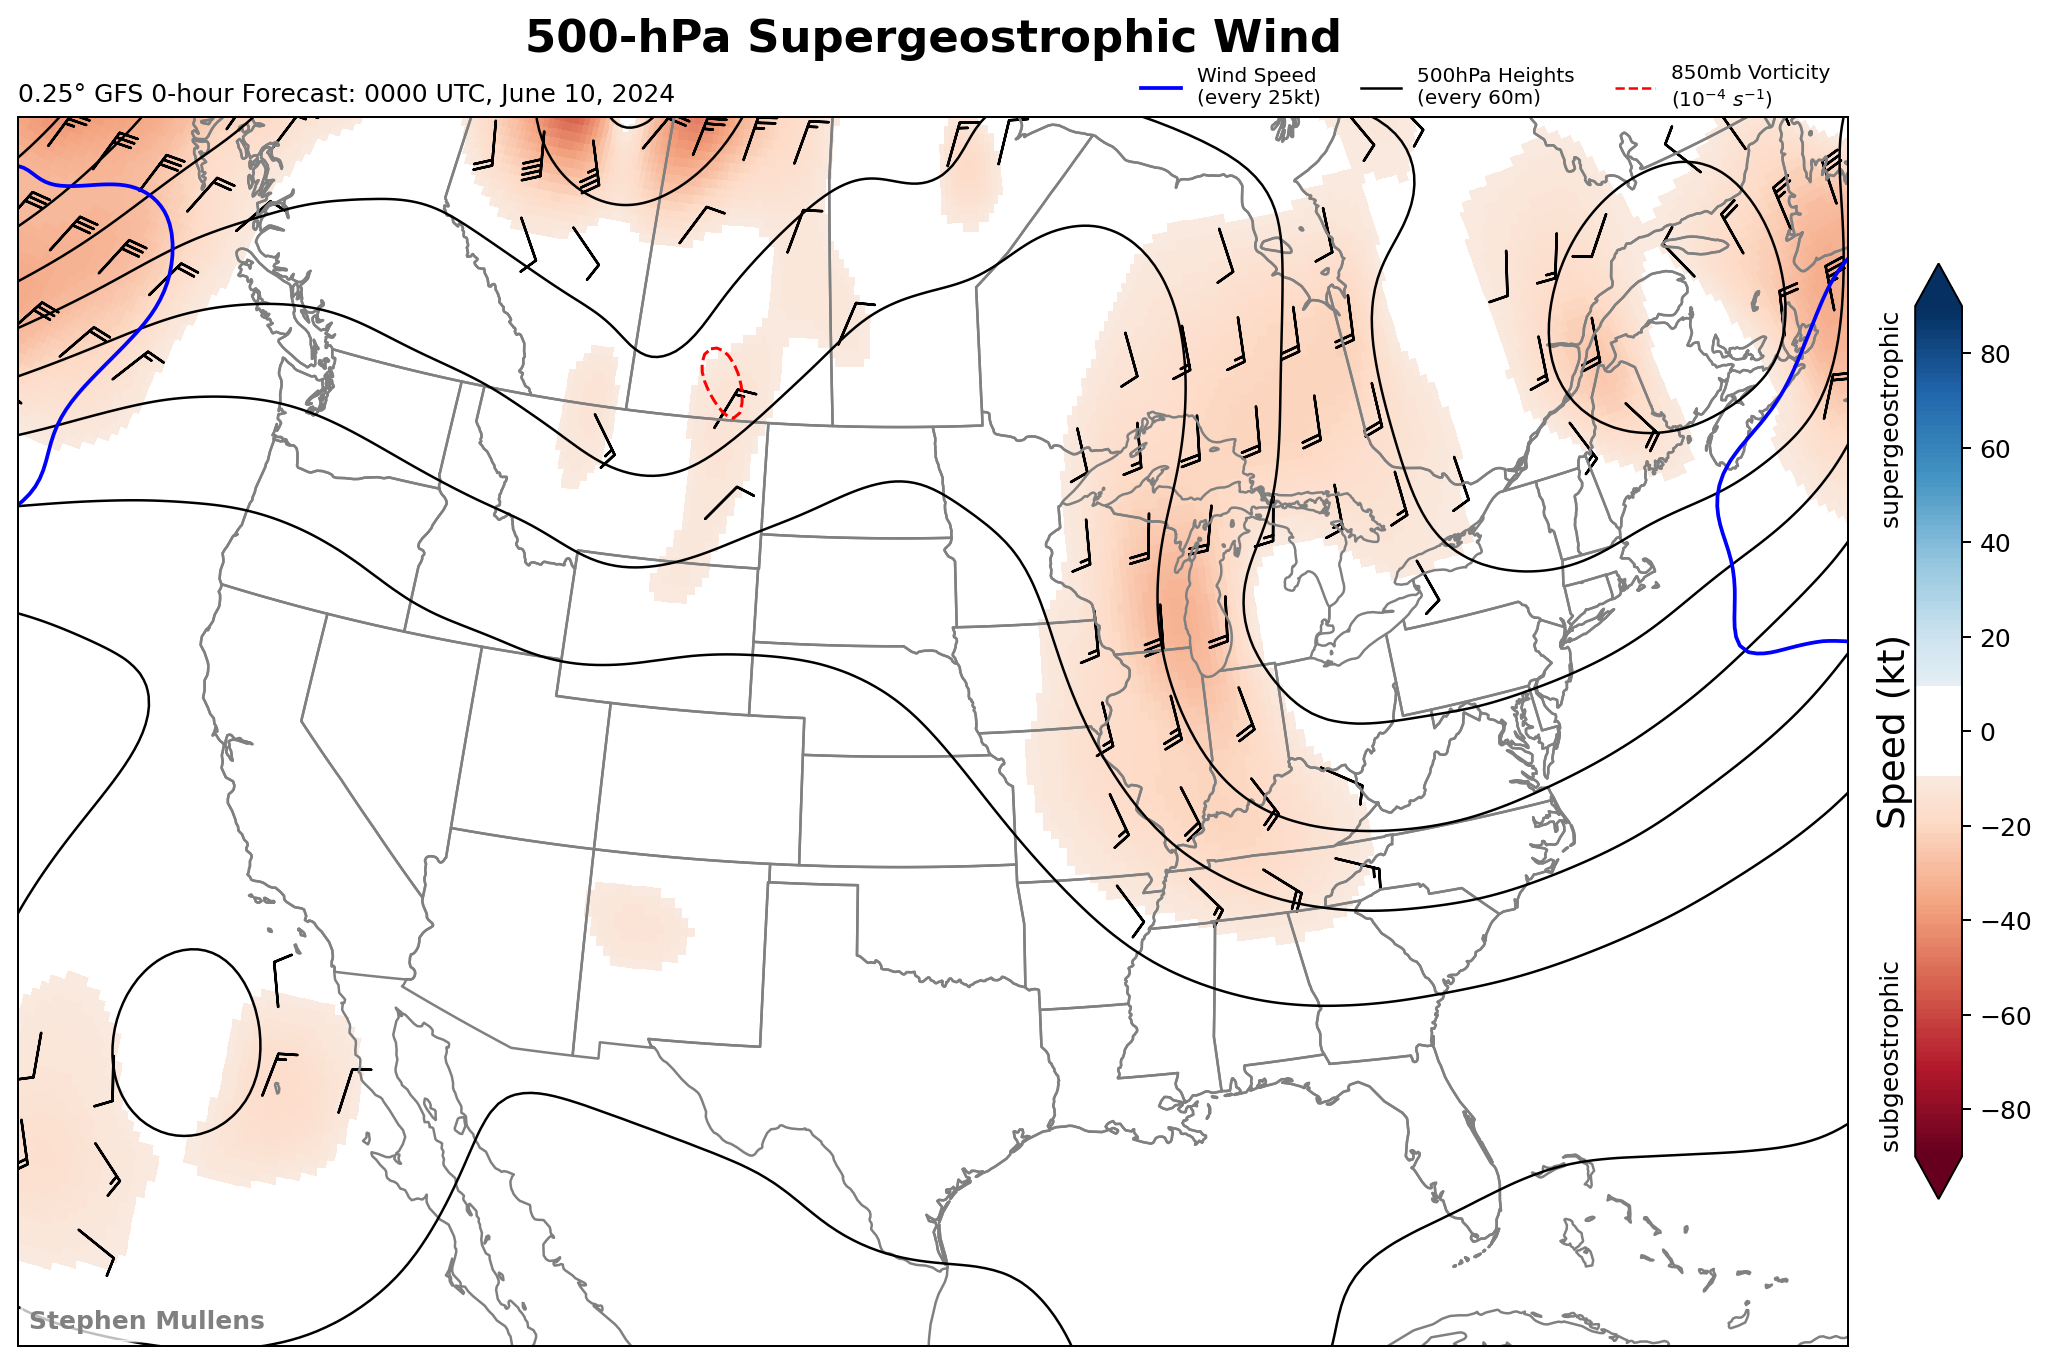 500-hPa Supergeostrophic Wind
0.25° GFS 0-hour Forecast: 0000 UTC, June 10, 2024
Wind Speed
(every 25kt)
500hPa Heights
(every 60m)
850mb Vorticity
(10⁻⁴ s⁻¹)
supergeostrophic
Speed (kt)
subgeostrophic
80
60
40
20
0
−20
−40
−60
−80
Stephen Mullens